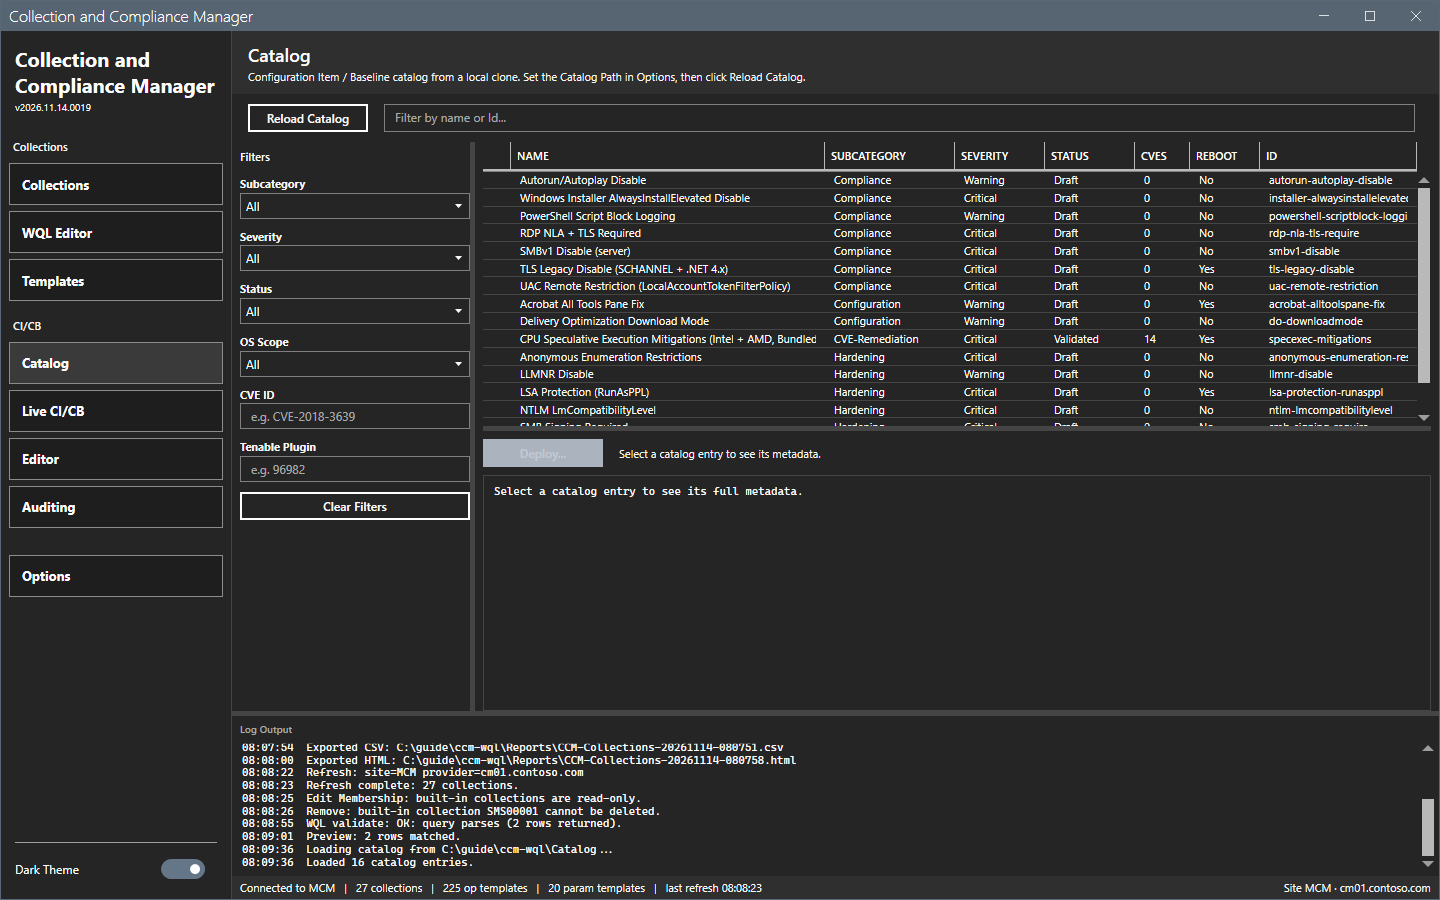 Collection and Compliance Manager
Collection and
Compliance Manager
v2026.11.14.0019
Collections
Collections
WQL Editor
Templates
CI/CB
Catalog
Live CI/CB
Editor
Auditing
Options
Dark Theme
Catalog
Configuration Item / Baseline catalog from a local clone. Set the Catalog Path in Options, then click Reload Catalog.
Reload Catalog
Filter by name or Id...
Filters
Subcategory
All
Severity
All
Status
All
OS Scope
All
CVE ID
e.g. CVE-2018-3639
Tenable Plugin
e.g. 96982
Clear Filters
NAME SUBCATEGORY SEVERITY STATUS CVES REBOOT ID
Autorun/Autoplay Disable Compliance Warning Draft 0 No autorun-autoplay-disable
Windows Installer AlwaysInstallElevated Disable Compliance Critical Draft 0 No installer-alwaysinstallelevated
PowerShell Script Block Logging Compliance Warning Draft 0 No powershell-scriptblock-loggi
RDP NLA + TLS Required Compliance Critical Draft 0 No rdp-nla-tls-require
SMBv1 Disable (server) Compliance Critical Draft 0 No smbv1-disable
TLS Legacy Disable (SCHANNEL + .NET 4.x) Compliance Critical Draft 0 Yes tls-legacy-disable
UAC Remote Restriction (LocalAccountTokenFilterPolicy) Compliance Critical Draft 0 No uac-remote-restriction
Acrobat All Tools Pane Fix Configuration Warning Draft 0 Yes acrobat-alltoolspane-fix
Delivery Optimization Download Mode Configuration Warning Draft 0 No do-downloadmode
CPU Speculative Execution Mitigations (Intel + AMD, Bundled CVE-Remediation Critical Validated 14 Yes specexec-mitigations
Anonymous Enumeration Restrictions Hardening Critical Draft 0 No anonymous-enumeration-res
LLMNR Disable Hardening Warning Draft 0 No llmnr-disable
LSA Protection (RunAsPPL) Hardening Critical Draft 0 Yes lsa-protection-runasppl
NTLM LmCompatibilityLevel Hardening Critical Draft 0 No ntlm-lmcompatibilitylevel
SMB Signing Required Hardening Critical Draft 0 No smb-signing-require
Deploy... Select a catalog entry to see its metadata.
Select a catalog entry to see its full metadata.
Log Output
08:07:54 Exported CSV: C:\guide\ccm-wql\Reports\CCM-Collections-20261114-080751.csv
08:08:00 Exported HTML: C:\guide\ccm-wql\Reports\CCM-Collections-20261114-080758.html
08:08:22 Refresh: site=MCM provider=cm01.contoso.com
08:08:23 Refresh complete: 27 collections.
08:08:25 Edit Membership: built-in collections are read-only.
08:08:26 Remove: built-in collection SMS00001 cannot be deleted.
08:08:55 WQL validate: OK: query parses (2 rows returned).
08:09:01 Preview: 2 rows matched.
08:09:36 Loading catalog from C:\guide\ccm-wql\Catalog ...
08:09:36 Loaded 16 catalog entries.
Connected to MCM | 27 collections | 225 op templates | 20 param templates | last refresh 08:08:23
Site MCM · cm01.contoso.com